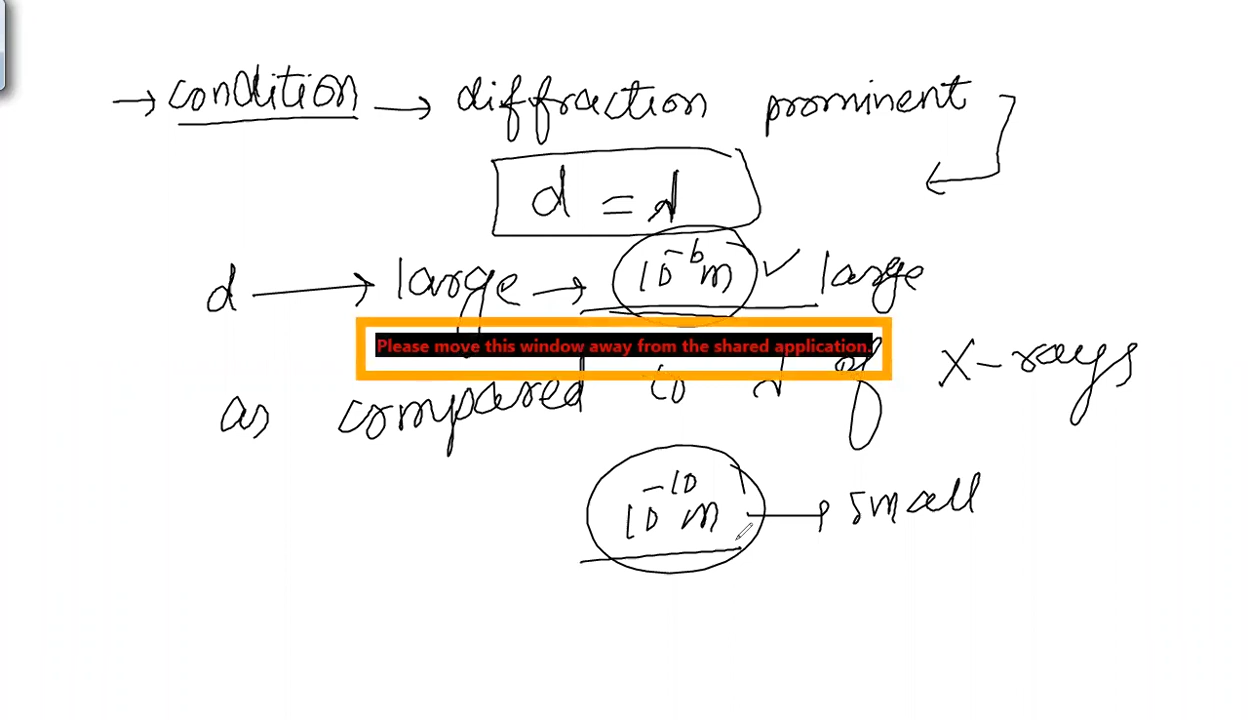 → condition → diffraction prominent
d = λ
d → large → 10⁻⁶m ✓ large
Please move this window away from the shared application.
as compared to λ of X-rays
10⁻¹⁰m → small